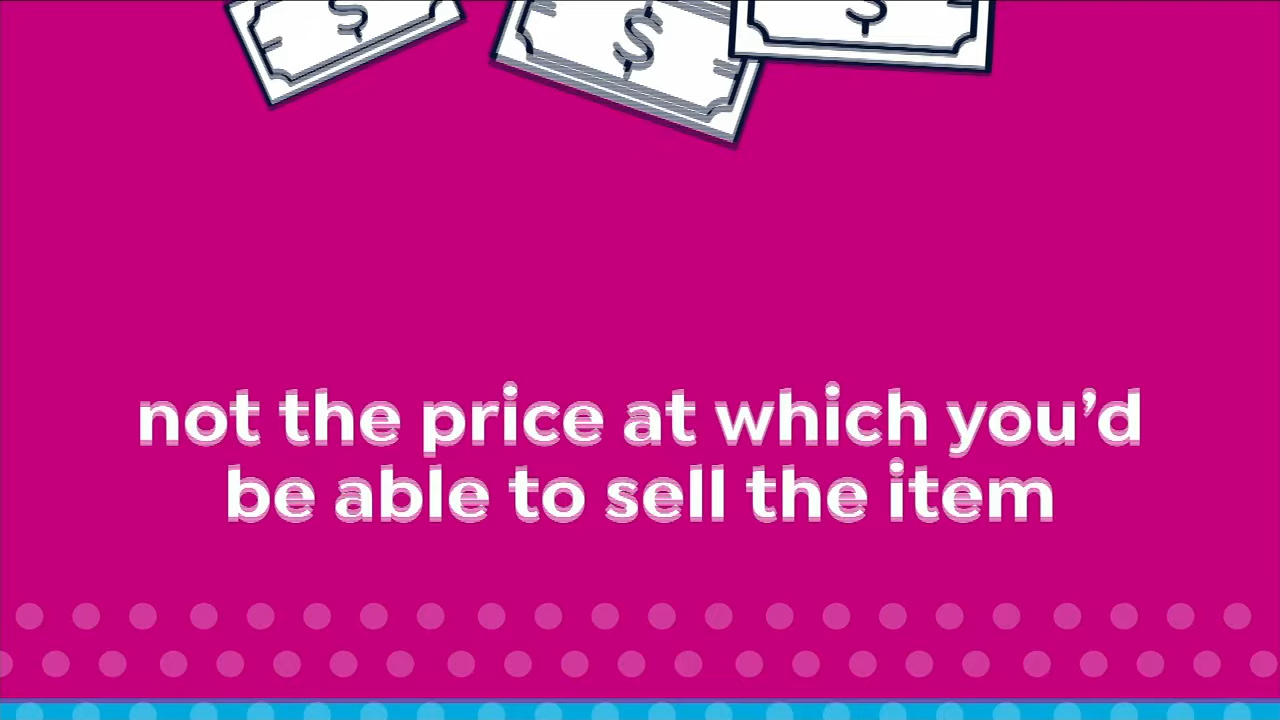 $ $ $
not the price at which you’d
be able to sell the item